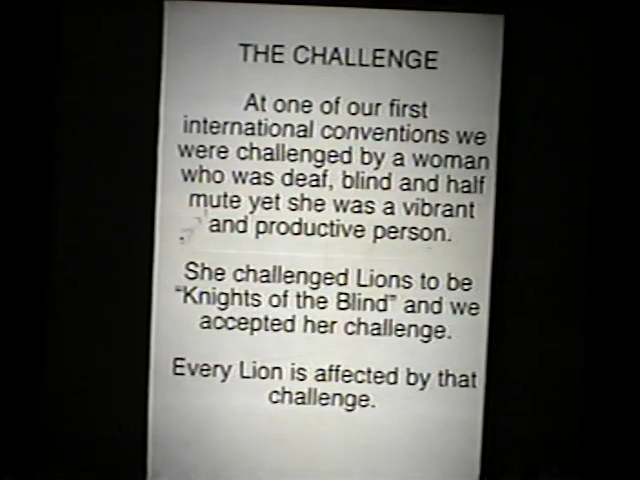 THE CHALLENGE
At one of our first
international conventions we
were challenged by a woman
who was deaf, blind and half
mute yet she was a vibrant
and productive person.
She challenged Lions to be
"Knights of the Blind" and we
accepted her challenge.
Every Lion is affected by that
challenge.